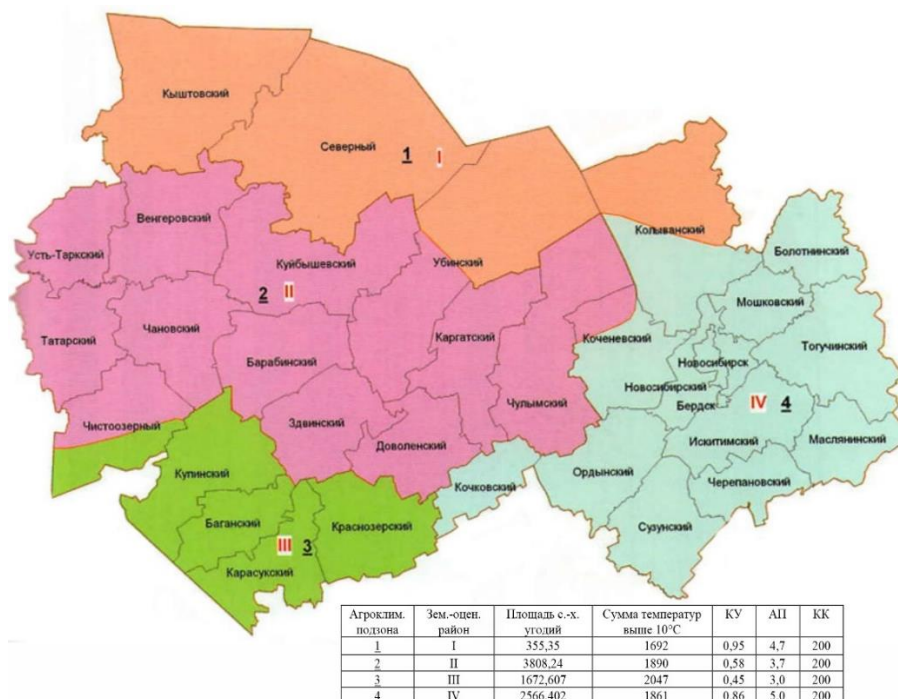 Кыштовский
Северный
1 I
Колыванский
Венгеровский
Болотнинский
Усть-Таркский
Куйбышевский
Убинский
2 II
Мошковский
Татарский
Чановский
Каргатский
Коченевский
Тогучинский
Барабинский
Новосибирск
Новосибирский
Чулымский
Бердск
IV 4
Чистоозерный
Здвинский
Доволенский
Искитимский
Маслянинский
Купинский
Кочковский
Ордынский
Черепановский
Баганский
Краснозерский
Сузунский
III 3
Карасукский
Агроклим. подзона Зем.-оцен. район Площадь с.-х. угодий Сумма температур выше 10°С КУ АП КК
1 I 355,35 1692 0,95 4,7 200
2 II 3808,24 1890 0,58 3,7 200
3 III 1672,607 2047 0,45 3,0 200
4 IV 2566,402 1861 0,86 5,0 200